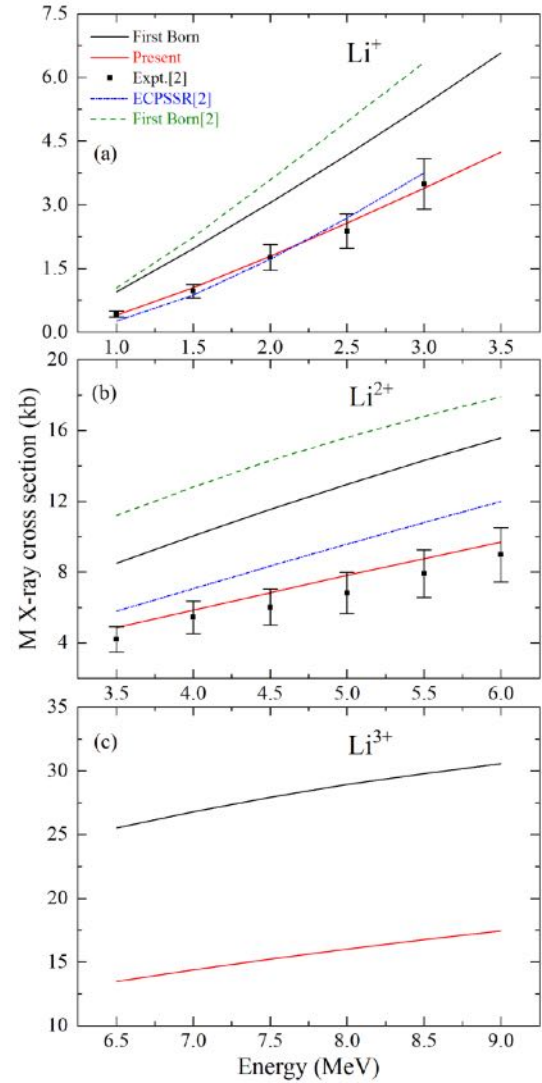 7.5
First Born
Present
Expt.[2]
ECPSSR[2]
First Born[2]
Li+
6.0
4.5
(a)
3.0
1.5
0.0
1.0 1.5 2.0 2.5 3.0 3.5
20
(b)
Li2+
16
12
8
4
3.5 4.0 4.5 5.0 5.5 6.0
M X-ray cross section (kb)
35
(c)
Li3+
30
25
20
15
10
6.5 7.0 7.5 8.0 8.5 9.0
Energy (MeV)